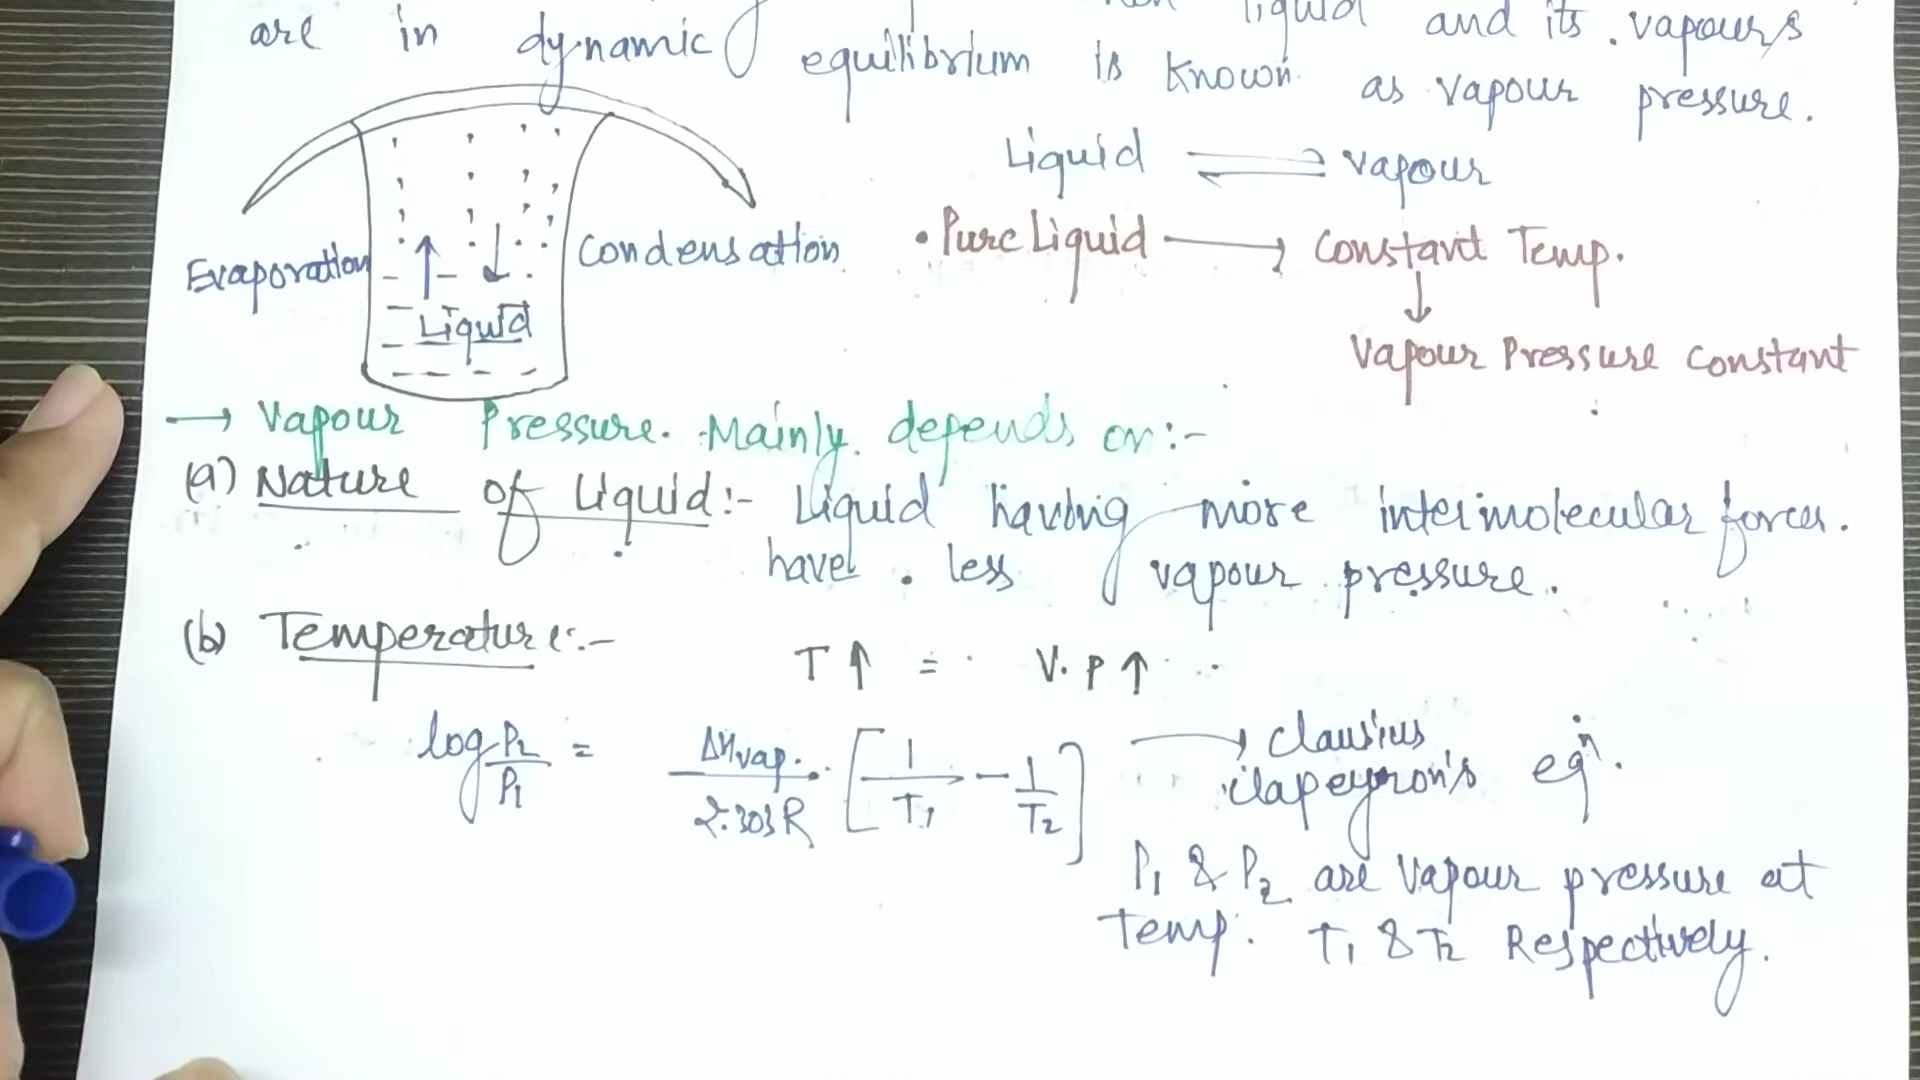 liquid and its vapours
are in dynamic equilibrium is known as vapour pressure.
Liquid ⇌ vapour
• Pure Liquid → Constant Temp.
↓
Vapour Pressure constant
Evaporation
Condensation
Liquid
→ Vapour Pressure Mainly depends on:-
(a) Nature of Liquid:- Liquid having more intermolecular forces.
have less vapour pressure.
(b) Temperature:-
T↑ = V.P↑
log P2/P1 = ΔHvap./2.303R [1/T1 - 1/T2] → Clausius
clapeyron's eqn.
P1 & P2 are vapour pressure at
Temp. T1 & T2 Respectively.